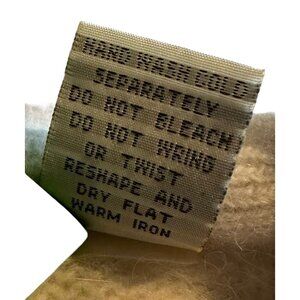 HAND WASH COLD
SEPARATELY
DO NOT BLEACH
DO NOT WRING
OR TWIST
RESHAPE AND
DRY FLAT
WARM IRON